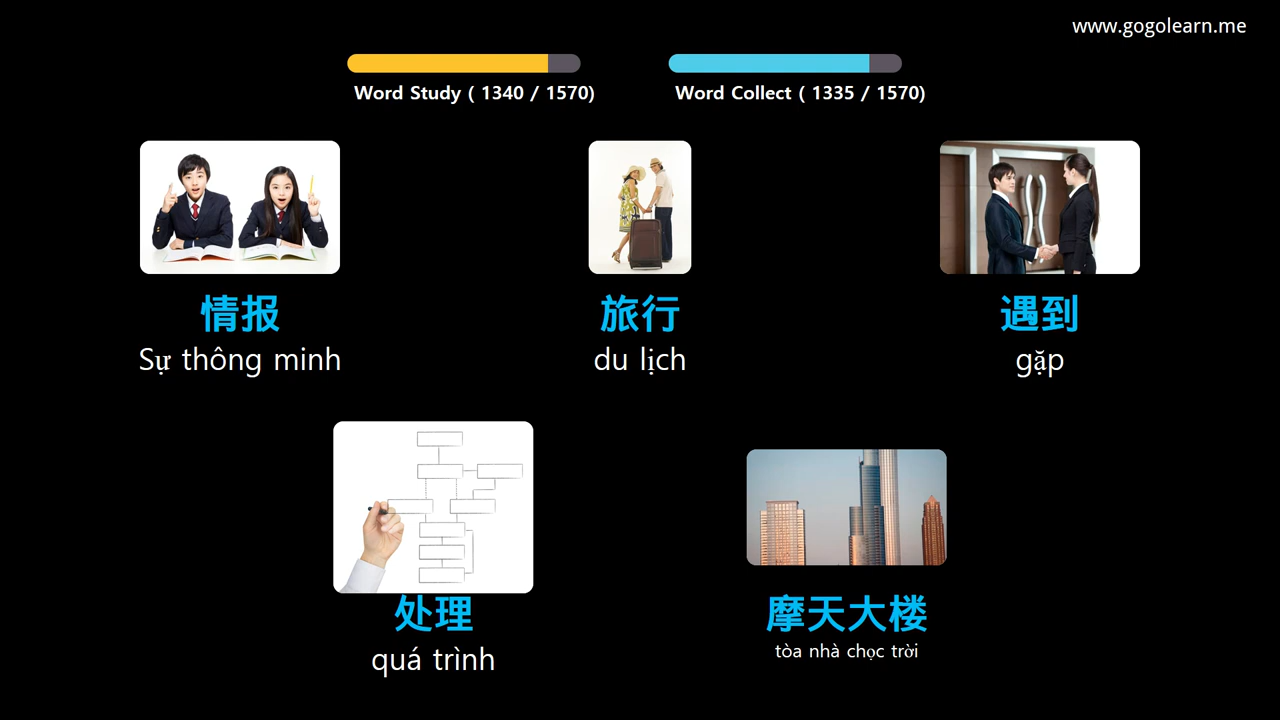 www.gogolearn.me
Word Study ( 1340 / 1570)
Word Collect ( 1335 / 1570)
情报
Sự thông minh
旅行
du lịch
遇到
gặp
处理
quá trình
摩天大楼
tòa nhà chọc trời